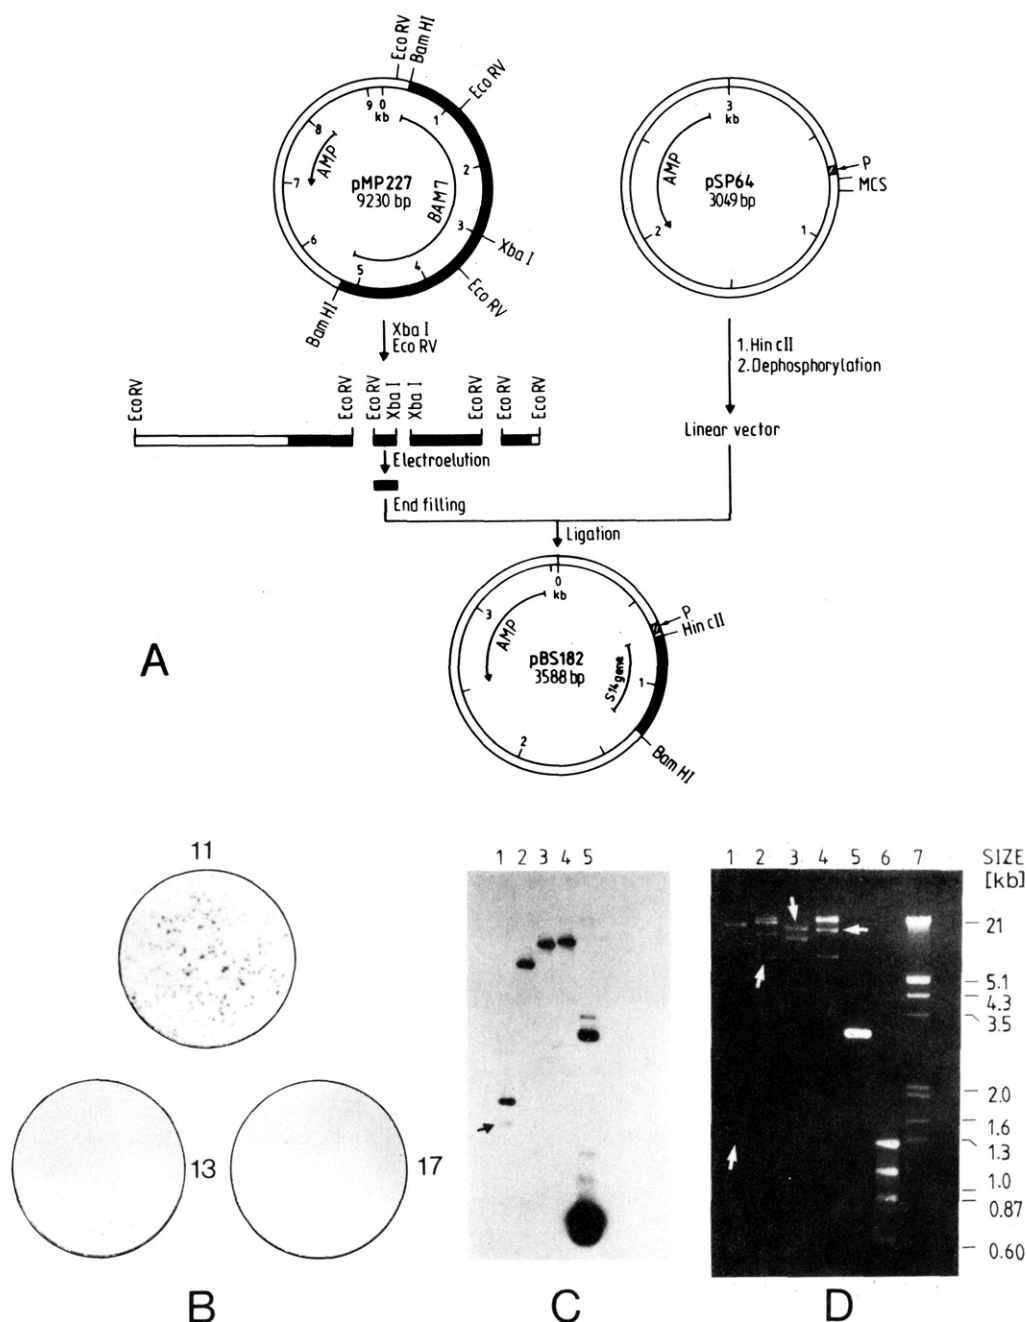 Eco RV
Bam HI
Eco RV
9 0
kb
1
2
3
4
5
6
7
8
AMP
pMP227
9230 bp
BAM7
Xba I
Eco RV
Bam HI
3
kb
AMP
pSP64
3049 bp
P
MCS
1
2
Xba I
Eco RV
1. Hin cII
2. Dephosphorylation
Eco RV
Eco RV
Eco RV
Xba I
Xba I
Eco RV
Eco RV
Eco RV
Linear vector
Electroelution
End filling
Ligation
0
kb
3
AMP
P
Hin cII
pBS182
3588 bp
S14 gene
1
2
Bam HI
A
11
13
17
B
1 2 3 4 5
C
1 2 3 4 5 6 7
SIZE
[kb]
21
5.1
4.3
3.5
2.0
1.6
1.3
1.0
0.87
0.60
D